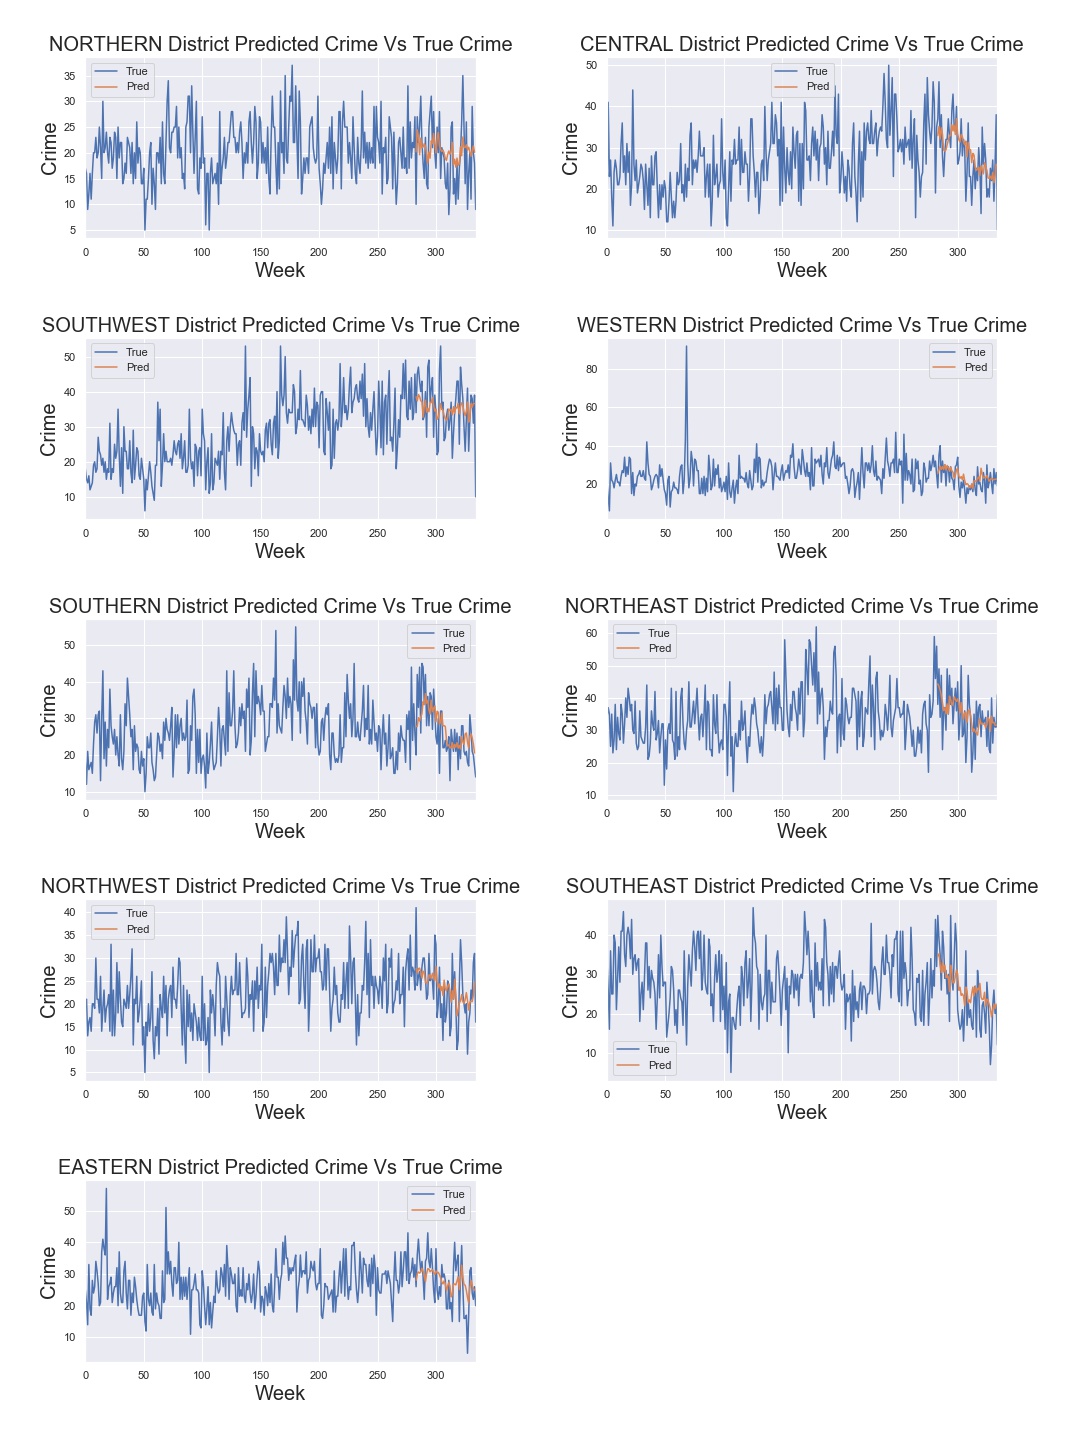 NORTHERN District Predicted Crime Vs True Crime
True
Pred
35
30
25
20
15
10
5
Crime
0 50 100 150 200 250 300
Week
CENTRAL District Predicted Crime Vs True Crime
True
Pred
50
40
30
20
10
Crime
0 50 100 150 200 250 300
Week
SOUTHWEST District Predicted Crime Vs True Crime
True
Pred
50
40
30
20
10
Crime
0 50 100 150 200 250 300
Week
WESTERN District Predicted Crime Vs True Crime
True
Pred
80
60
40
20
Crime
0 50 100 150 200 250 300
Week
SOUTHERN District Predicted Crime Vs True Crime
True
Pred
50
40
30
20
10
Crime
0 50 100 150 200 250 300
Week
NORTHEAST District Predicted Crime Vs True Crime
True
Pred
60
50
40
30
20
10
Crime
0 50 100 150 200 250 300
Week
NORTHWEST District Predicted Crime Vs True Crime
True
Pred
40
35
30
25
20
15
10
5
Crime
0 50 100 150 200 250 300
Week
SOUTHEAST District Predicted Crime Vs True Crime
40
30
20
10
True
Pred
Crime
0 50 100 150 200 250 300
Week
EASTERN District Predicted Crime Vs True Crime
True
Pred
50
40
30
20
10
Crime
0 50 100 150 200 250 300
Week